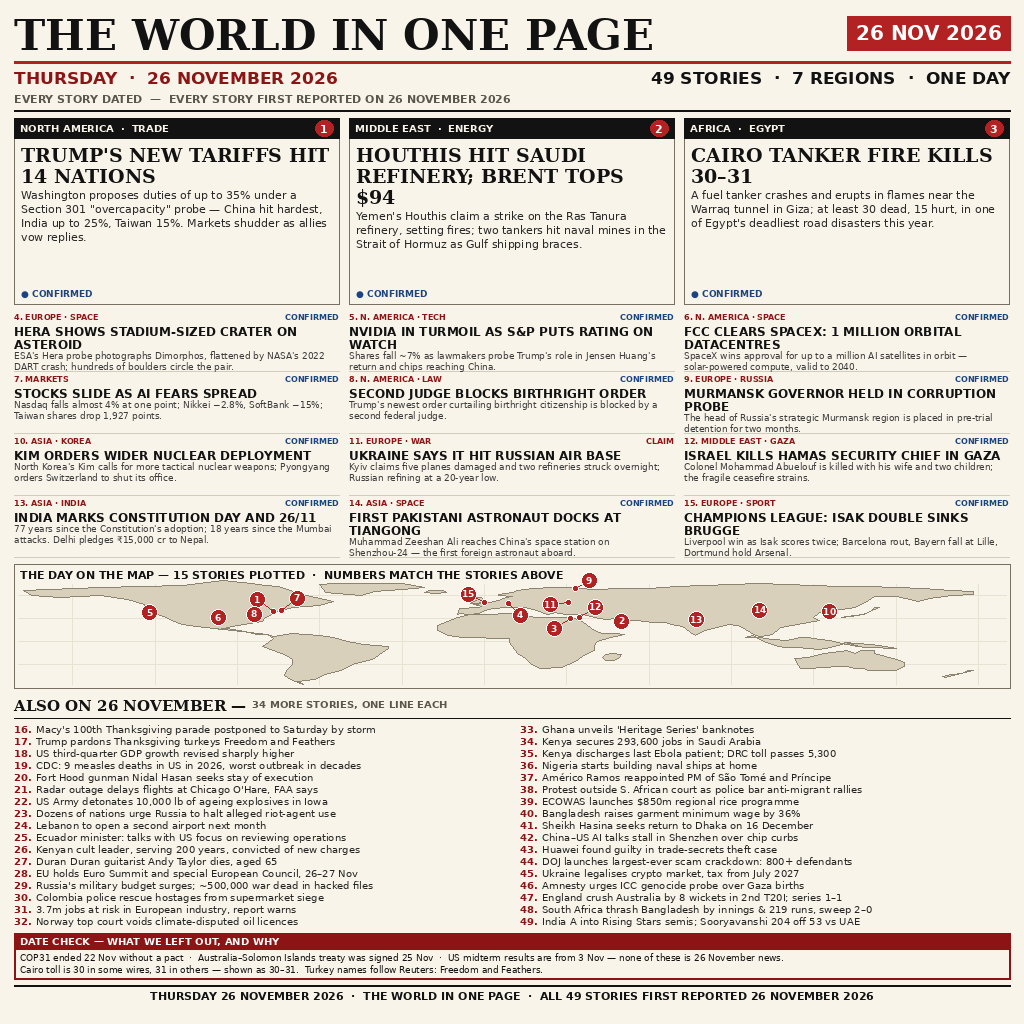 THE WORLD IN ONE PAGE
26 NOV 2026
THURSDAY · 26 NOVEMBER 2026
49 STORIES · 7 REGIONS · ONE DAY
EVERY STORY DATED — EVERY STORY FIRST REPORTED ON 26 NOVEMBER 2026
NORTH AMERICA · TRADE
1
TRUMP'S NEW TARIFFS HIT
14 NATIONS
Washington proposes duties of up to 35% under a
Section 301 "overcapacity" probe — China hit hardest,
India up to 25%, Taiwan 15%. Markets shudder as allies
vow replies.
● CONFIRMED
MIDDLE EAST · ENERGY
2
HOUTHIS HIT SAUDI
REFINERY; BRENT TOPS
$94
Yemen's Houthis claim a strike on the Ras Tanura
refinery, setting fires; two tankers hit naval mines in the
Strait of Hormuz as Gulf shipping braces.
AFRICA · EGYPT
3
CAIRO TANKER FIRE KILLS
30–31
A fuel tanker crashes and erupts in flames near the
Warraq tunnel in Giza; at least 30 dead, 15 hurt, in one
of Egypt's deadliest road disasters this year.
● CONFIRMED
4. EUROPE · SPACE
CONFIRMED
HERA SHOWS STADIUM-SIZED CRATER ON
ASTEROID
ESA's Hera probe photographs Dimorphos, flattened by NASA's 2022
DART crash; hundreds of boulders circle the pair.
5. N. AMERICA · TECH
CONFIRMED
NVIDIA IN TURMOIL AS S&P PUTS RATING ON
WATCH
Shares fall ~7% as lawmakers probe Trump's role in Jensen Huang's
return and chips reaching China.
6. N. AMERICA · SPACE
CONFIRMED
FCC CLEARS SPACEX: 1 MILLION ORBITAL
DATACENTRES
SpaceX wins approval for up to a million AI satellites in orbit —
solar-powered compute, valid to 2040.
7. MARKETS
CONFIRMED
STOCKS SLIDE AS AI FEARS SPREAD
Nasdaq falls almost 4% at one point; Nikkei −2.8%, SoftBank −15%;
Taiwan shares drop 1,927 points.
8. N. AMERICA · LAW
CONFIRMED
SECOND JUDGE BLOCKS BIRTHRIGHT ORDER
Trump's newest order curtailing birthright citizenship is blocked by a
second federal judge.
9. EUROPE · RUSSIA
CONFIRMED
MURMANSK GOVERNOR HELD IN CORRUPTION
PROBE
The head of Russia's strategic Murmansk region is placed in pre-trial
detention for two months.
10. ASIA · KOREA
CONFIRMED
KIM ORDERS WIDER NUCLEAR DEPLOYMENT
North Korea's Kim calls for more tactical nuclear weapons; Pyongyang
orders Switzerland to shut its office.
11. EUROPE · WAR
CLAIM
UKRAINE SAYS IT HIT RUSSIAN AIR BASE
Kyiv claims five planes damaged and two refineries struck overnight;
Russian refining at a 20-year low.
12. MIDDLE EAST · GAZA
CONFIRMED
ISRAEL KILLS HAMAS SECURITY CHIEF IN GAZA
Colonel Mohammad Abuelouf is killed with his wife and two children;
the fragile ceasefire strains.
13. ASIA · INDIA
CONFIRMED
INDIA MARKS CONSTITUTION DAY AND 26/11
77 years since the Constitution's adoption; 18 years since the Mumbai
attacks. Delhi pledges ₹15,000 cr to Nepal.
14. ASIA · SPACE
CONFIRMED
FIRST PAKISTANI ASTRONAUT DOCKS AT
TIANGONG
Muhammad Zeeshan Ali reaches China's space station on
Shenzhou-24 — the first foreign astronaut aboard.
15. EUROPE · SPORT
CONFIRMED
CHAMPIONS LEAGUE: ISAK DOUBLE SINKS
BRUGGE
Liverpool win as Isak scores twice; Barcelona rout, Bayern fall at Lille,
Dortmund hold Arsenal.
THE DAY ON THE MAP — 15 STORIES PLOTTED · NUMBERS MATCH THE STORIES ABOVE
9
15
1
7
11
12
5
6
8
4
3
2
13
14
10
ALSO ON 26 NOVEMBER — 34 MORE STORIES, ONE LINE EACH
16. Macy's 100th Thanksgiving parade postponed to Saturday by storm
17. Trump pardons Thanksgiving turkeys Freedom and Feathers
18. US third-quarter GDP growth revised sharply higher
19. CDC: 9 measles deaths in US in 2026, worst outbreak in decades
20. Fort Hood gunman Nidal Hasan seeks stay of execution
21. Radar outage delays flights at Chicago O'Hare, FAA says
22. US Army detonates 10,000 lb of ageing explosives in Iowa
23. Dozens of nations urge Russia to halt alleged riot-agent use
24. Lebanon to open a second airport next month
25. Ecuador minister: talks with US focus on reviewing operations
26. Kenyan cult leader, serving 200 years, convicted of new charges
27. Duran Duran guitarist Andy Taylor dies, aged 65
28. EU holds Euro Summit and special European Council, 26–27 Nov
29. Russia's military budget surges; ~500,000 war dead in hacked files
30. Colombia police rescue hostages from supermarket siege
31. 3.7m jobs at risk in European industry, report warns
32. Norway top court voids climate-disputed oil licences
33. Ghana unveils 'Heritage Series' banknotes
34. Kenya secures 293,600 jobs in Saudi Arabia
35. Kenya discharges last Ebola patient; DRC toll passes 5,300
36. Nigeria starts building naval ships at home
37. Américo Ramos reappointed PM of São Tomé and Príncipe
38. Protest outside S. African court as police bar anti-migrant rallies
39. ECOWAS launches $850m regional rice programme
40. Bangladesh raises garment minimum wage by 36%
41. Sheikh Hasina seeks return to Dhaka on 16 December
42. China–US AI talks stall in Shenzhen over chip curbs
43. Huawei found guilty in trade-secrets theft case
44. DOJ launches largest-ever scam crackdown: 800+ defendants
45. Ukraine legalises crypto market, tax from July 2027
46. Amnesty urges ICC genocide probe over Gaza births
47. England crush Australia by 8 wickets in 2nd T20I; series 1–1
48. South Africa thrash Bangladesh by innings & 219 runs, sweep 2–0
49. India A into Rising Stars semis; Sooryavanshi 204 off 53 vs UAE
DATE CHECK — WHAT WE LEFT OUT, AND WHY
COP31 ended 22 Nov without a pact · Australia–Solomon Islands treaty was signed 25 Nov · US midterm results are from 3 Nov — none of these is 26 November news.
Cairo toll is 30 in some wires, 31 in others — shown as 30–31. Turkey names follow Reuters: Freedom and Feathers.
THURSDAY 26 NOVEMBER 2026 · THE WORLD IN ONE PAGE · ALL 49 STORIES FIRST REPORTED 26 NOVEMBER 2026